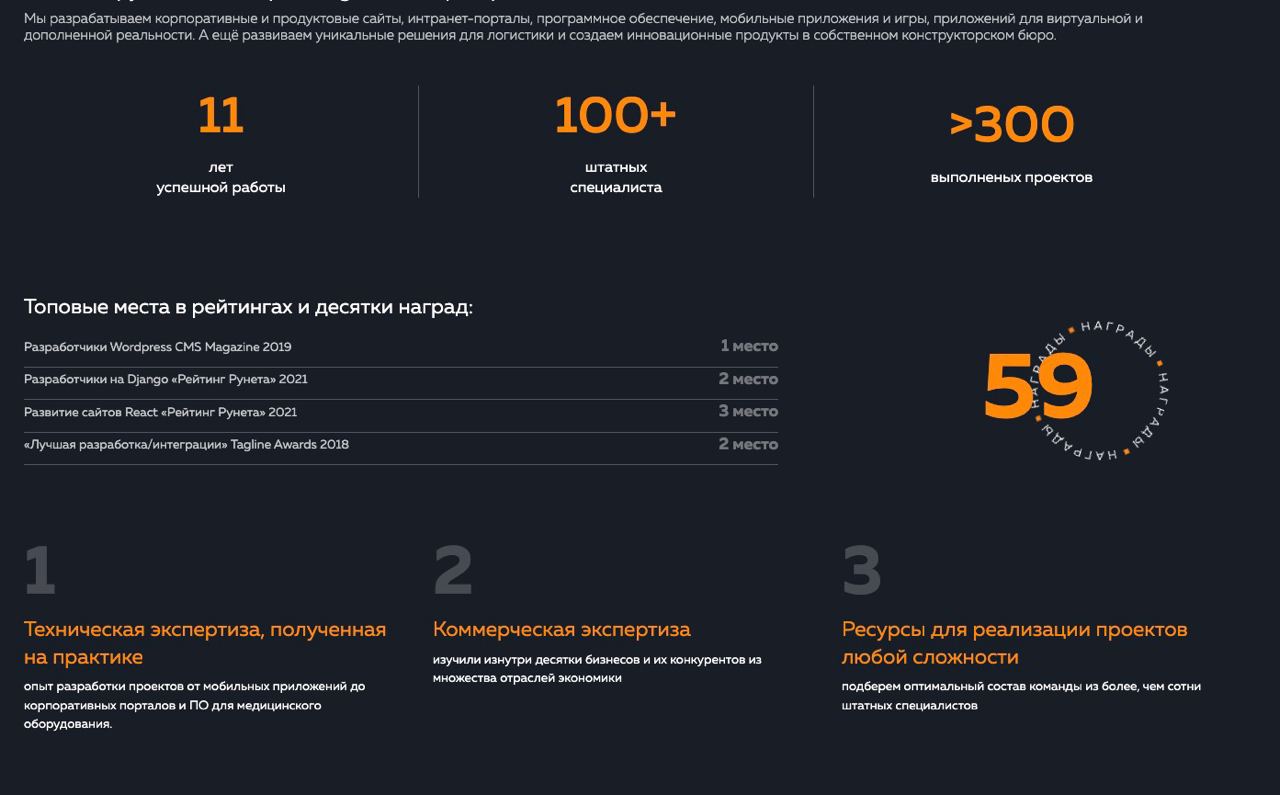 Мы разрабатываем корпоративные и продуктовые сайты, интранет-порталы, программное обеспечение, мобильные приложения и игры, приложений для виртуальной и
дополненной реальности. А ещё развиваем уникальные решения для логистики и создаем инновационные продукты в собственном конструкторском бюро.
11
лет
успешной работы
100+
штатных
специалиста
>300
выполненых проектов
Топовые места в рейтингах и десятки наград:
Разработчики Wordpress CMS Magazine 2019 1 место
Разработчики на Django «Рейтинг Рунета» 2021 2 место
Развитие сайтов React «Рейтинг Рунета» 2021 3 место
«Лучшая разработка/интеграции» Tagline Awards 2018 2 место
59
НАГРАДЫ НАГРАДЫ НАГРАДЫ НАГРАДЫ НАГРАДЫ
1
Техническая экспертиза, полученная
на практике
опыт разработки проектов от мобильных приложений до
корпоративных порталов и ПО для медицинского
оборудования.
2
Коммерческая экспертиза
изучили изнутри десятки бизнесов и их конкурентов из
множества отраслей экономики
3
Ресурсы для реализации проектов
любой сложности
подберем оптимальный состав команды из более, чем сотни
штатных специалистов